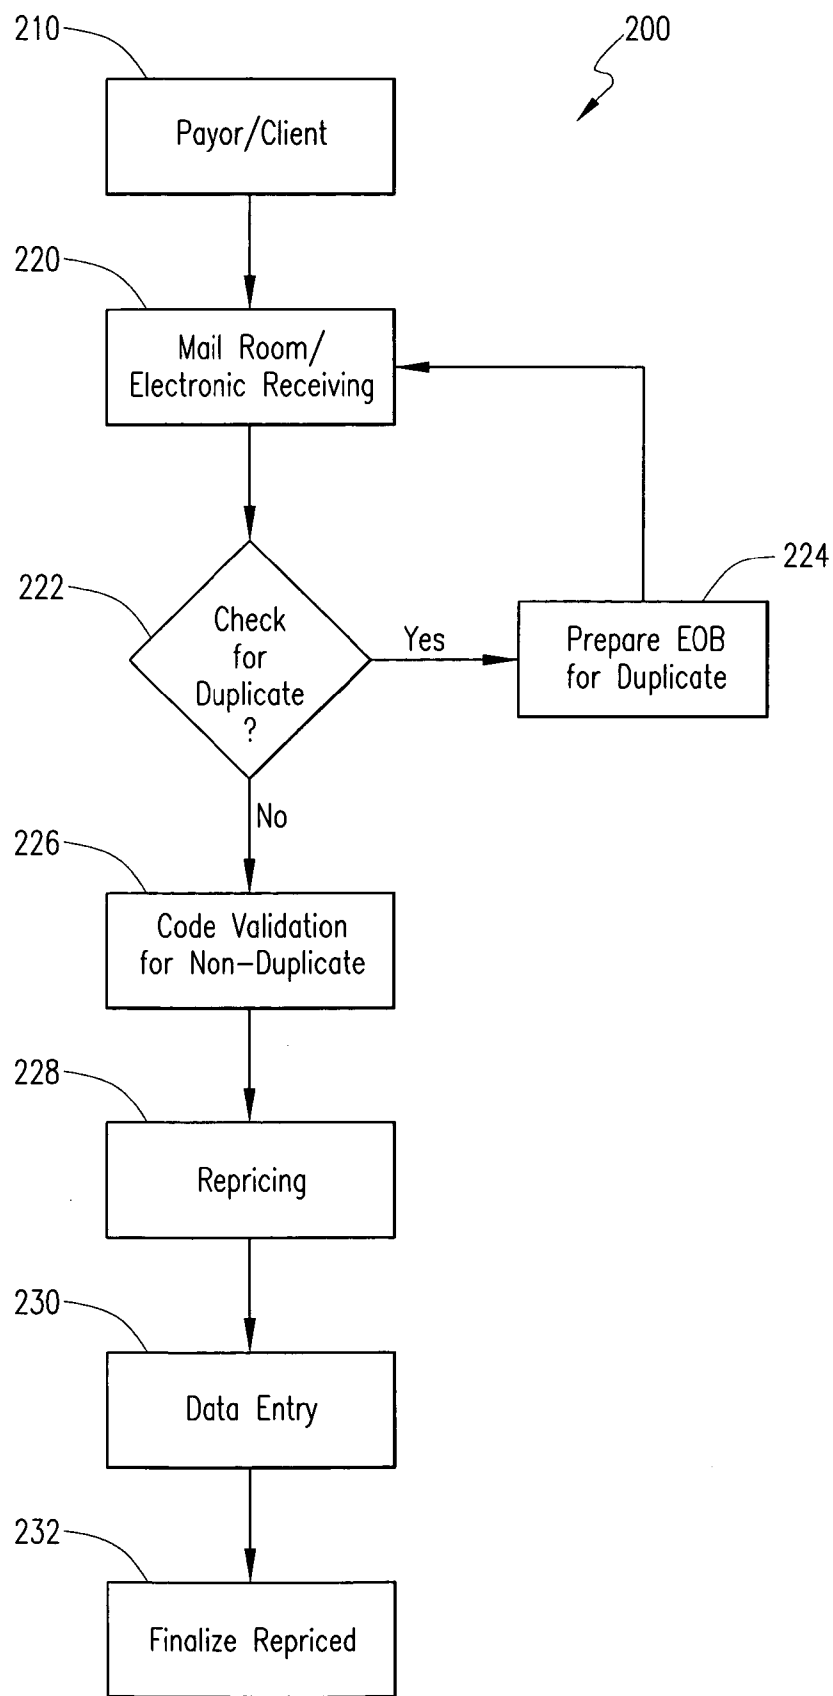 210
200
Payor/Client
220
Mail Room/
Electronic Receiving
222
Check
for
Duplicate
?
Yes
224
Prepare EOB
for Duplicate
No
226
Code Validation
for Non-Duplicate
228
Repricing
230
Data Entry
232
Finalize Repriced